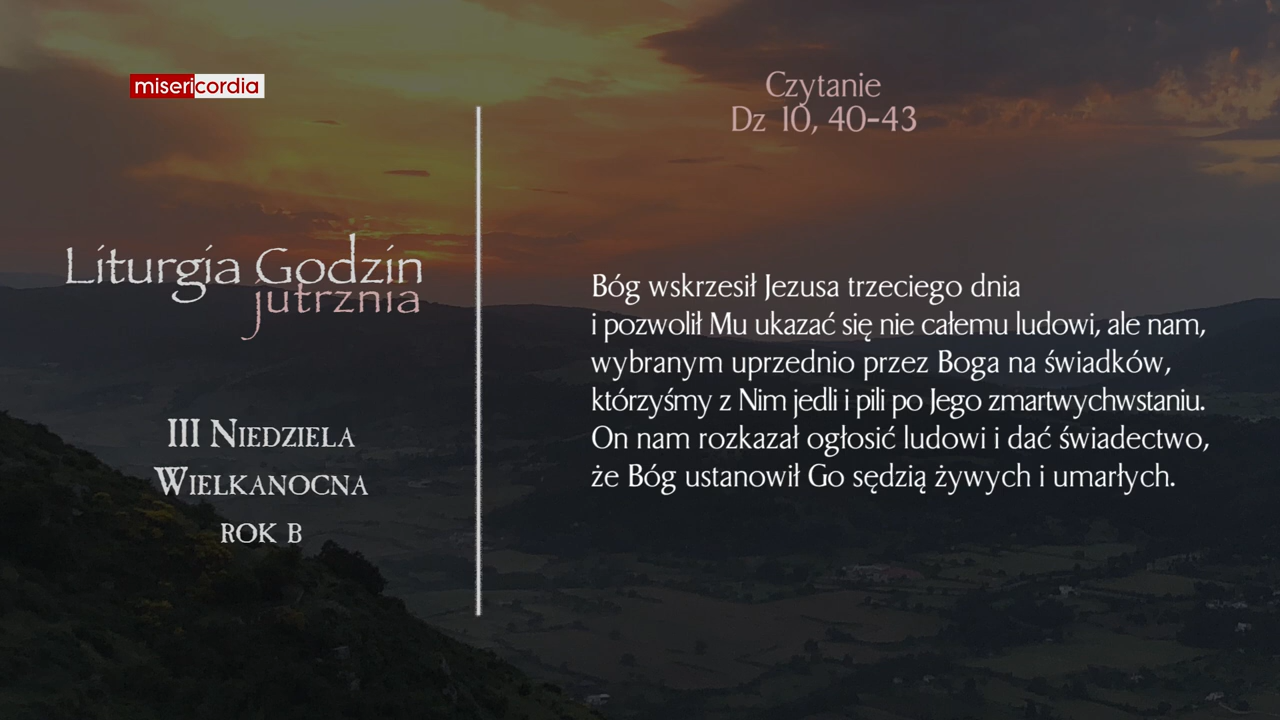 misericordia
Liturgia Godzin
jutrznia
III Niedziela
Wielkanocna
rok B
Czytanie
Dz 10, 40-43
Bóg wskrzesił Jezusa trzeciego dnia
i pozwolił Mu ukazać się nie całemu ludowi, ale nam,
wybranym uprzednio przez Boga na świadków,
którzyśmy z Nim jedli i pili po Jego zmartwychwstaniu.
On nam rozkazał ogłosić ludowi i dać świadectwo,
że Bóg ustanowił Go sędzią żywych i umarłych.